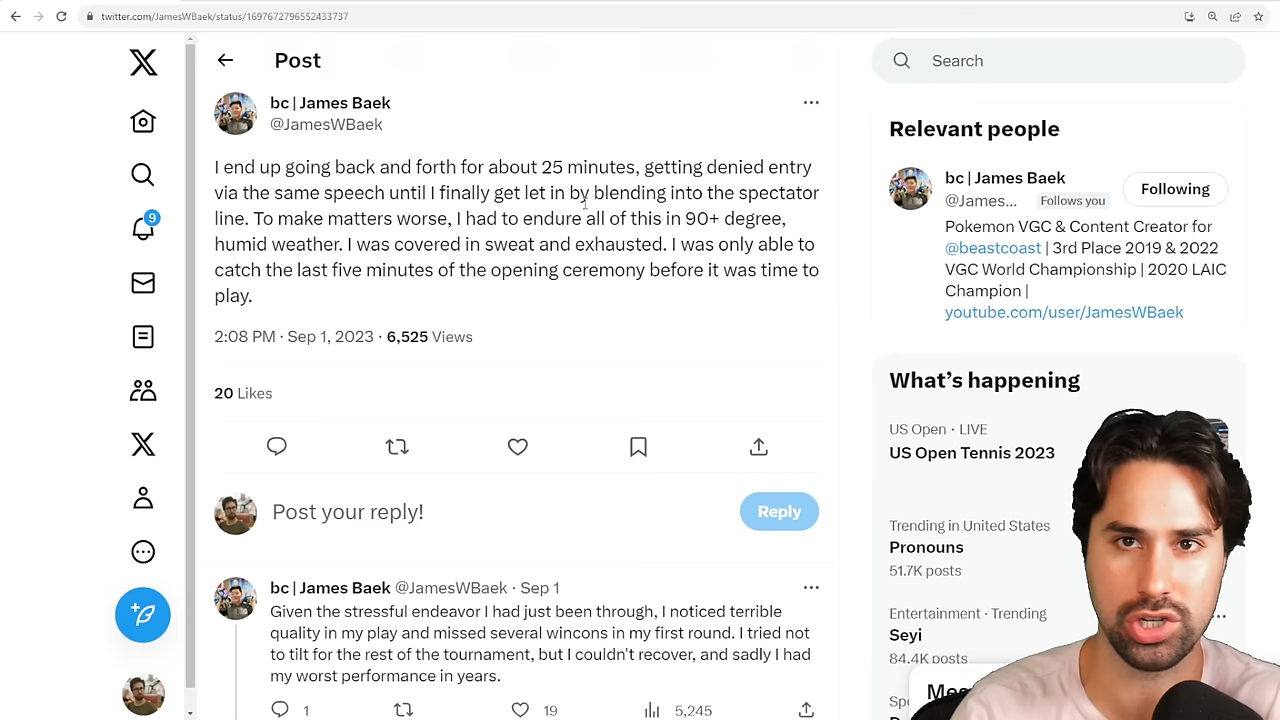 twitter.com/JamesWBaek/status/1697672796552433737
Post
Search
bc | James Baek
@JamesWBaek
I end up going back and forth for about 25 minutes, getting denied entry
via the same speech until I finally get let in by blending into the spectator
line. To make matters worse, I had to endure all of this in 90+ degree,
humid weather. I was covered in sweat and exhausted. I was only able to
catch the last five minutes of the opening ceremony before it was time to
play.
2:08 PM · Sep 1, 2023 · 6,525 Views
20 Likes
Post your reply!
Reply
bc | James Baek @JamesWBaek · Sep 1
Given the stressful endeavor I had just been through, I noticed terrible
quality in my play and missed several wincons in my first round. I tried not
to tilt for the rest of the tournament, but I couldn't recover, and sadly I had
my worst performance in years.
1
19
5,245
9
Relevant people
bc | James Baek
@James... Follows you
Following
Pokemon VGC & Content Creator for
@beastcoast | 3rd Place 2019 & 2022
VGC World Championship | 2020 LAIC
Champion |
youtube.com/user/JamesWBaek
What's happening
US Open · LIVE
US Open Tennis 2023
Trending in United States
Pronouns
51.7K posts
Entertainment · Trending
Seyi
84.4K posts